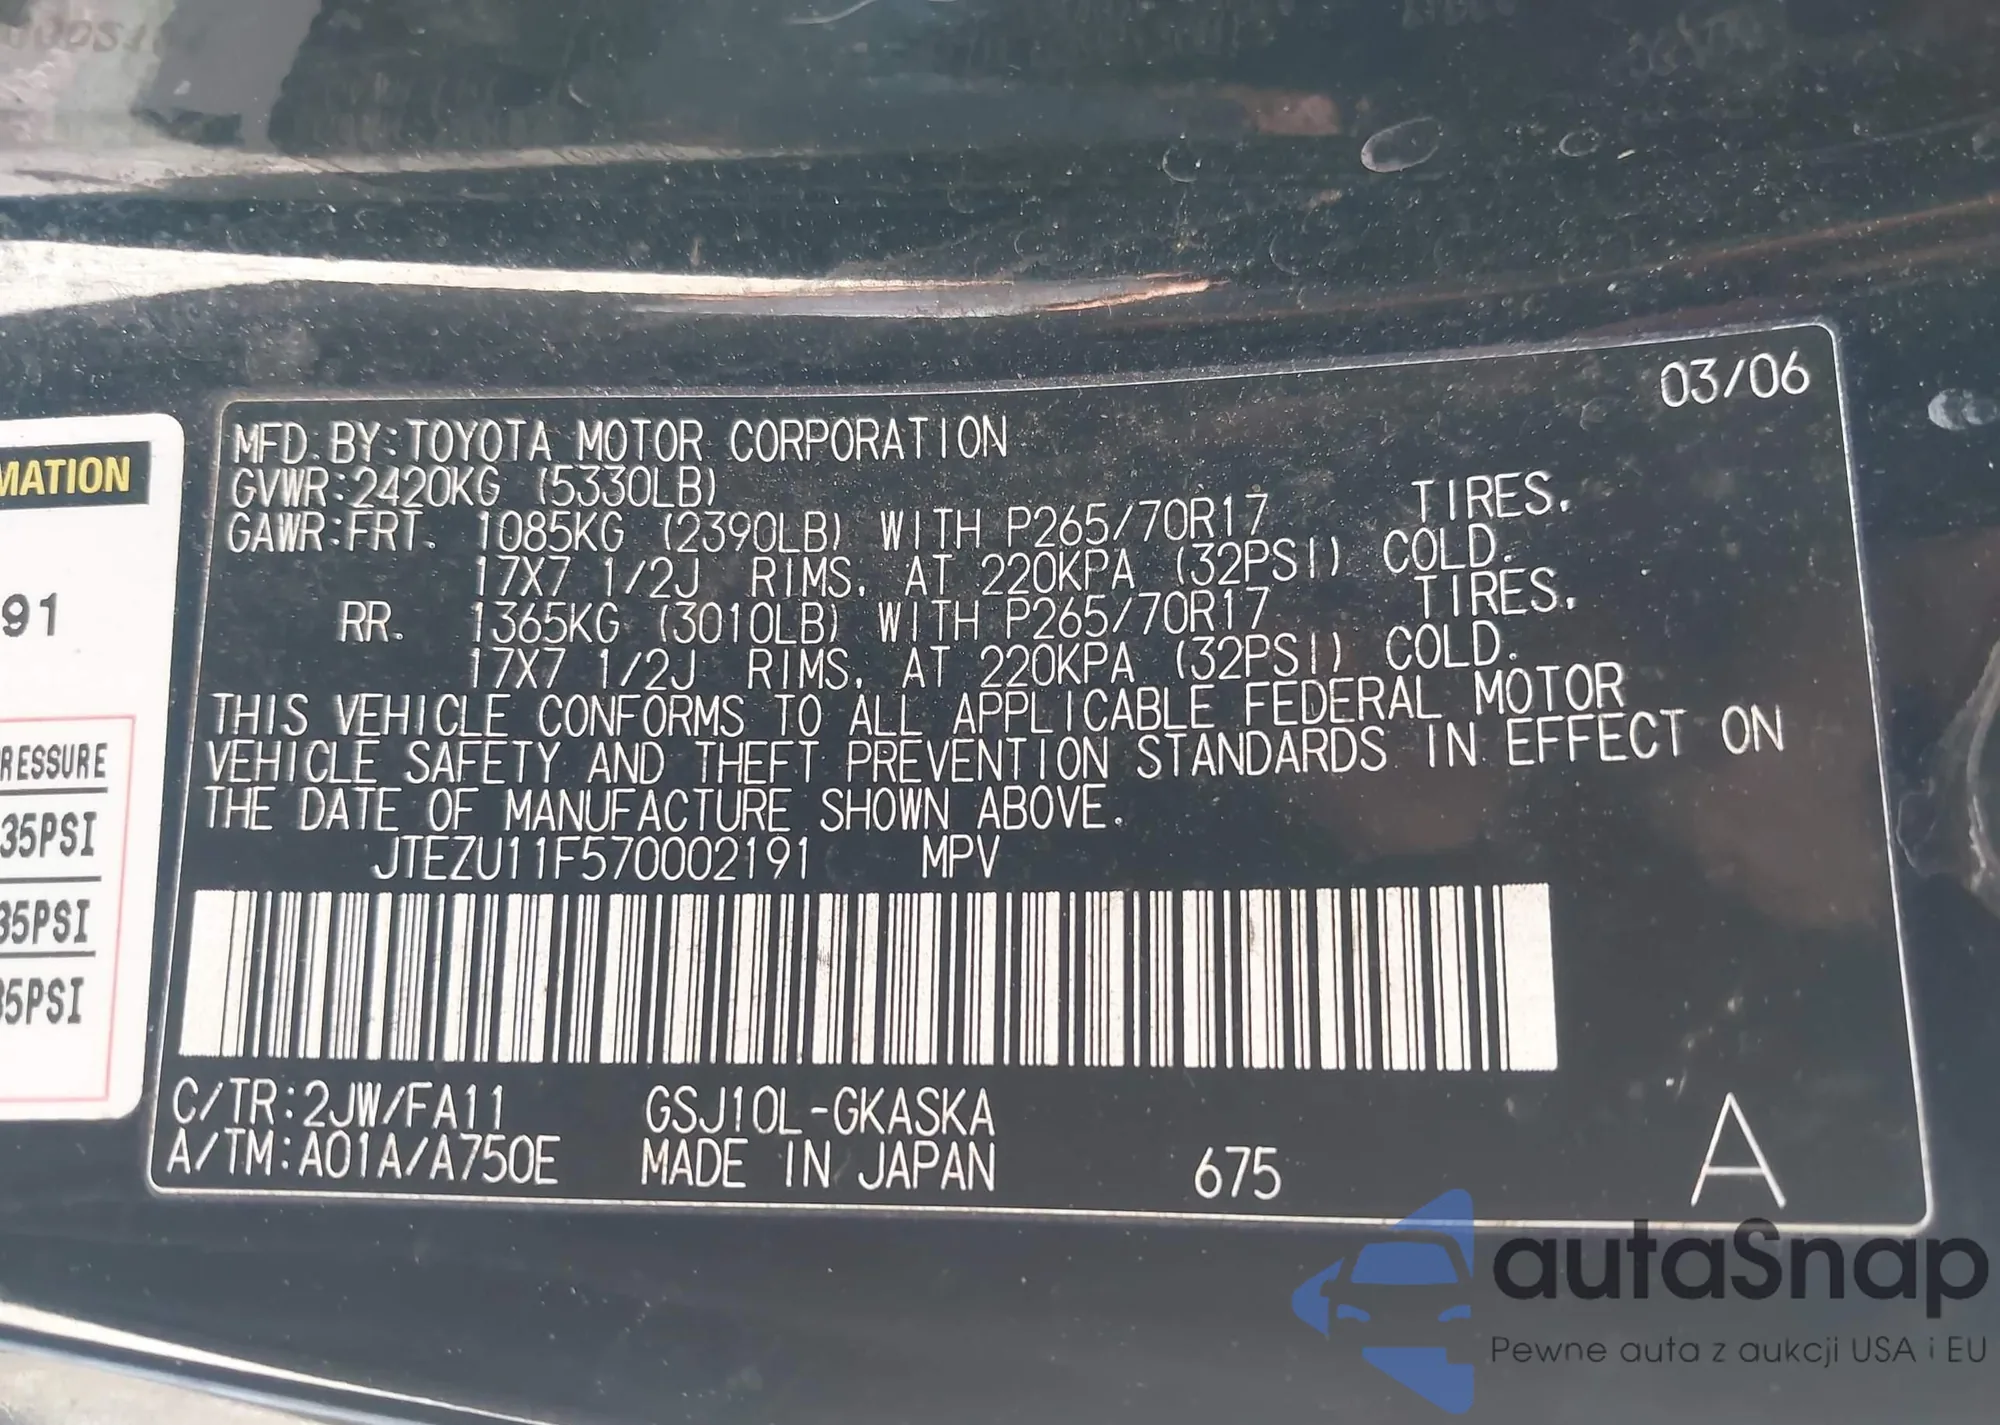 03/06
MFD.BY:TOYOTA MOTOR CORPORATION
GVWR:2420KG (5330LB)
GAWR:FRT. 1085KG (2390LB) WITH P265/70R17 TIRES,
17X7 1/2J RIMS, AT 220KPA (32PSI) COLD.
RR. 1365KG (3010LB) WITH P265/70R17 TIRES,
17X7 1/2J RIMS, AT 220KPA (32PSI) COLD.
THIS VEHICLE CONFORMS TO ALL APPLICABLE FEDERAL MOTOR
VEHICLE SAFETY AND THEFT PREVENTION STANDARDS IN EFFECT ON
THE DATE OF MANUFACTURE SHOWN ABOVE.
JTEZU11F570002191 MPV
C/TR:2JW/FA11 GSJ10L-GKASKA
A/TM:A01A/A750E MADE IN JAPAN 675 A
MATION
91
RESSURE
35PSI
35PSI
35PSI
autaSnap
Pewne auta z aukcji USA i EU